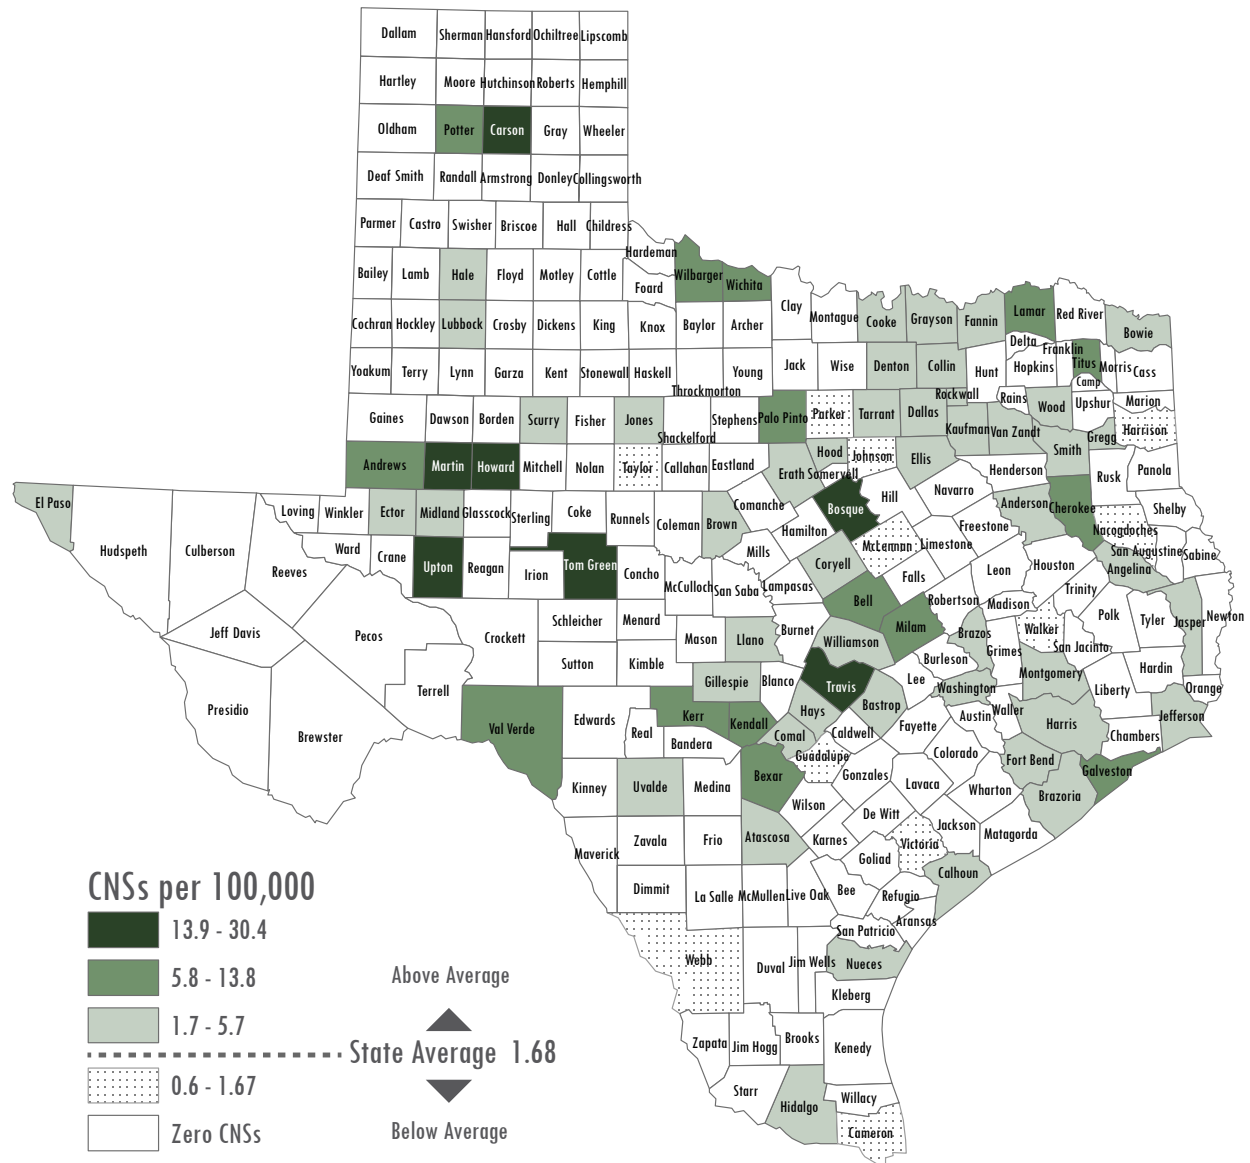 Dallam Sherman Hansford Ochiltree Lipscomb
Hartley Moore Hutchinson Roberts Hemphill
Oldham Potter Carson Gray Wheeler
Deaf Smith Randall Armstrong Donley Collingsworth
Parmer Castro Swisher Briscoe Hall Childress
Hardeman
Bailey Lamb Hale Floyd Motley Cottle Foard Wilbarger Wichita
Clay Montague Cooke Grayson Fannin Lamar Red River Bowie
Cochran Hockley Lubbock Crosby Dickens King Knox Baylor Archer
Delta Franklin Titus Morris Cass
Yoakum Terry Lynn Garza Kent Stonewall Haskell Throckmorton Young Jack Wise Denton Collin Hunt Hopkins Camp
Rockwall Rains Wood Upshur Marion
Gaines Dawson Borden Scurry Fisher Jones Shackelford Stephens Palo Pinto Parker Tarrant Dallas Kaufman Van Zandt Smith Gregg Harrison
Andrews Martin Howard Mitchell Nolan Taylor Callahan Eastland Erath Hood Somervell Johnson Ellis Henderson Rusk Panola
El Paso Hudspeth Culberson Reeves Loving Winkler Ector Midland Glasscock Sterling Coke Runnels Coleman Brown Comanche Hamilton Bosque Hill Navarro Freestone Anderson Cherokee Nacogdoches Shelby
Ward Crane Upton Reagan Irion Tom Green Concho McCulloch San Saba Mills Lampasas Coryell McLennan Limestone Falls Leon Houston Angelina San Augustine Sabine
Jeff Davis Pecos Crockett Schleicher Menard Mason Llano Burnet Bell Williamson Milam Robertson Madison Brazos Grimes Walker Trinity San Jacinto Polk Tyler Jasper Newton
Presidio Brewster Terrell Sutton Kimble Gillespie Blanco Travis Lee Burleson Washington Montgomery Liberty Hardin Orange
Val Verde Edwards Real Kerr Kendall Bandera Hays Comal Caldwell Bastrop Fayette Austin Waller Harris Chambers Jefferson
Kinney Uvalde Medina Bexar Guadalupe Gonzales Lavaca Colorado Wharton Fort Bend Brazoria Galveston
Maverick Zavala Frio Atascosa Wilson Karnes De Witt Victoria Jackson Matagorda
Dimmit La Salle McMullen Live Oak Bee Goliad Refugio Calhoun
Aransas
San Patricio
Webb Duval Jim Wells Nueces
Kleberg
Zapata Jim Hogg Brooks Kenedy
Starr Hidalgo Willacy
Cameron
CNSs per 100,000
13.9 - 30.4
5.8 - 13.8
Above Average
1.7 - 5.7
State Average 1.68
0.6 - 1.67
Zero CNSs
Below Average